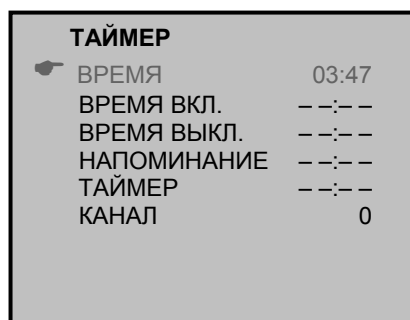 ТАЙМЕР
ВРЕМЯ 03:47
ВРЕМЯ ВКЛ. – –:– –
ВРЕМЯ ВЫКЛ. – –:– –
НАПОМИНАНИЕ – –:– –
ТАЙМЕР – –:– –
КАНАЛ 0